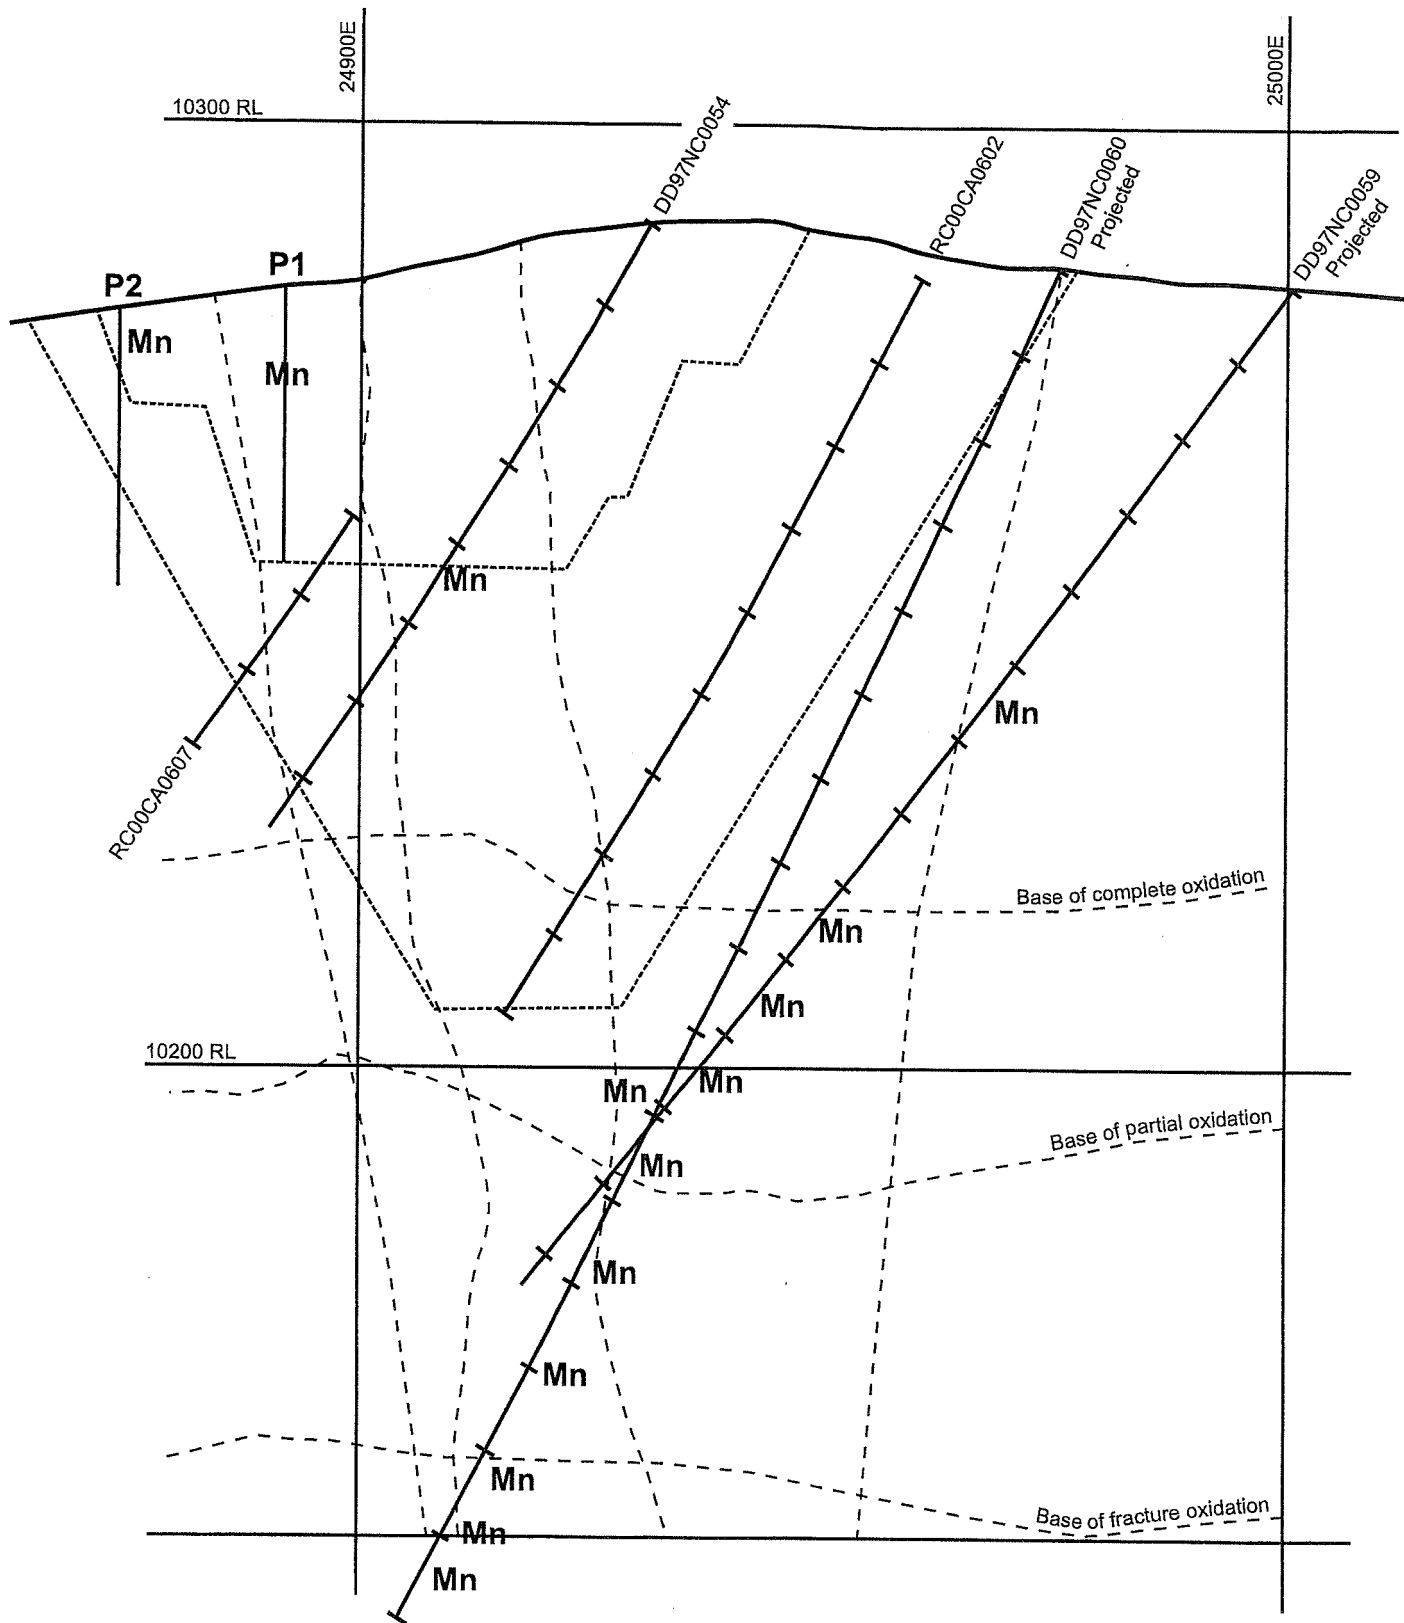 24900E
25000E
10300 RL
DD97NC0054
RC00CA0602
DD97NC0060
Projected
DD97NC0059
Projected
P2
P1
Mn
Mn
Mn
RC00CA0607
Mn
Base of complete oxidation
Mn
Mn
10200 RL
Mn
Mn
Base of partial oxidation
Mn
Mn
Mn
Mn
Base of fracture oxidation
Mn
Mn